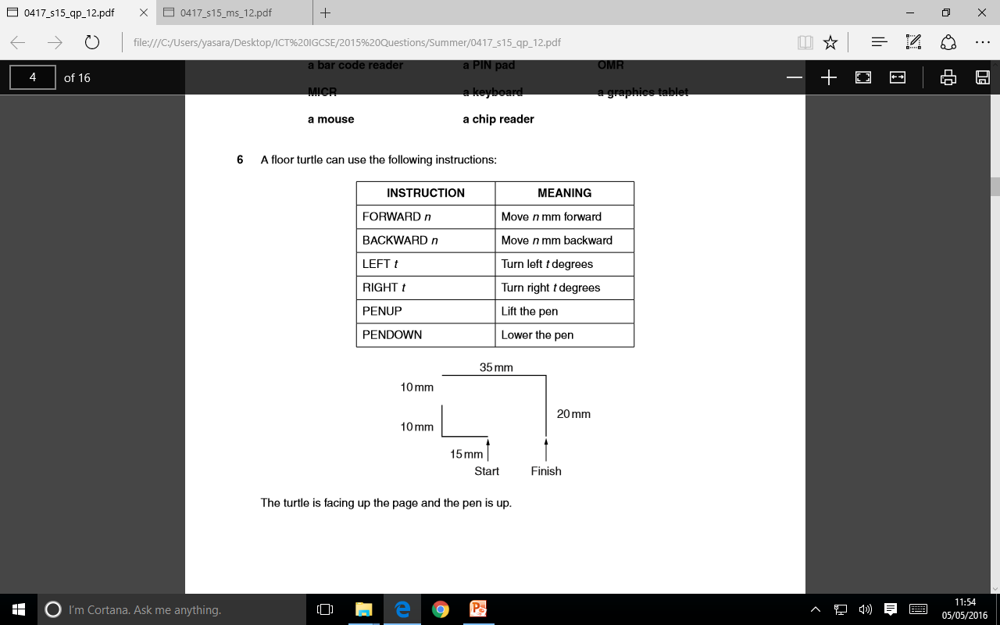 0417_s15_qp_12.pdf
0417_s15_ms_12.pdf
file:///C:/Users/yasara/Desktop/ICT%20IGCSE/2015%20Questions/Summer/0417_s15_qp_12.pdf
4 of 16
a bar code reader a PIN pad OMR
MICR a keyboard a graphics tablet
a mouse a chip reader
6 A floor turtle can use the following instructions:
INSTRUCTION MEANING
FORWARD n Move n mm forward
BACKWARD n Move n mm backward
LEFT t Turn left t degrees
RIGHT t Turn right t degrees
PENUP Lift the pen
PENDOWN Lower the pen
35 mm
10 mm
20 mm
10 mm
15 mm
Start Finish
The turtle is facing up the page and the pen is up.
I'm Cortana. Ask me anything.
11:54
05/05/2016